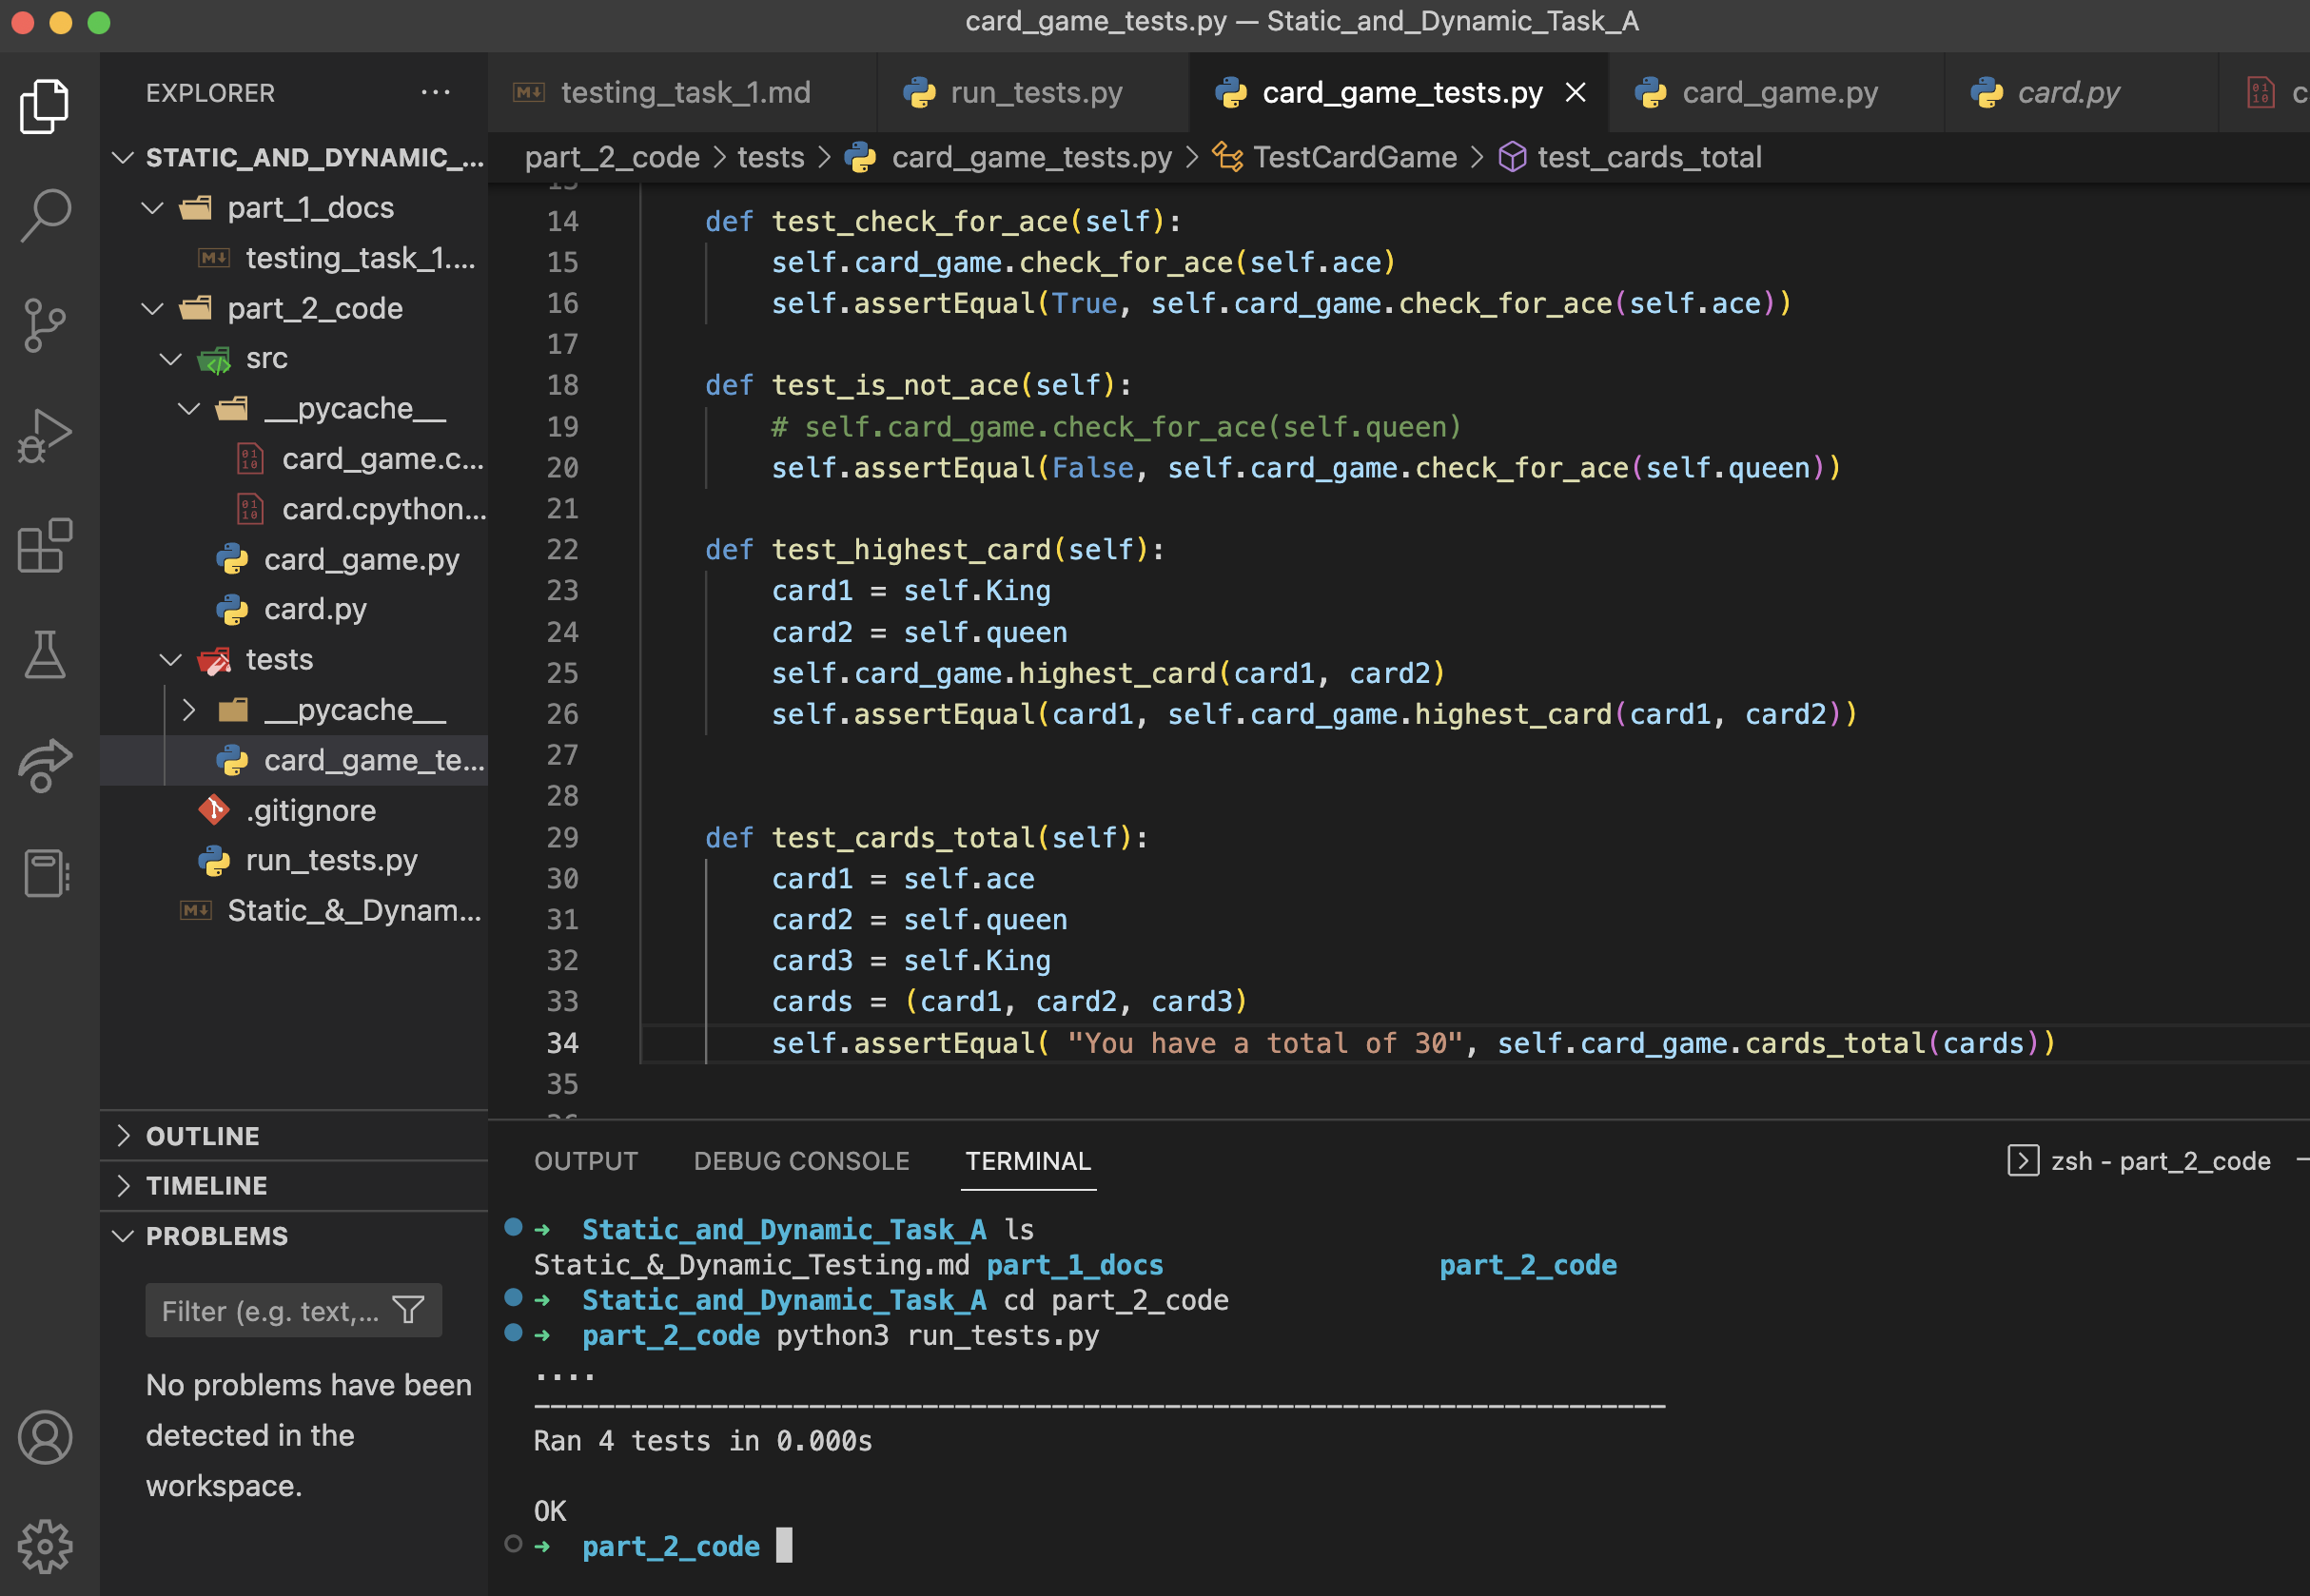 card_game_tests.py — Static_and_Dynamic_Task_A
EXPLORER
STATIC_AND_DYNAMIC_...
part_1_docs
testing_task_1....
part_2_code
src
__pycache__
card_game.c...
card.cpython...
card_game.py
card.py
tests
__pycache__
card_game_te...
.gitignore
run_tests.py
Static_&_Dynam...
OUTLINE
TIMELINE
PROBLEMS
Filter (e.g. text,...
No problems have been
detected in the
workspace.
testing_task_1.md run_tests.py card_game_tests.py card_game.py card.py c
part_2_code > tests > card_game_tests.py > TestCardGame > test_cards_total
14 def test_check_for_ace(self):
15 self.card_game.check_for_ace(self.ace)
16 self.assertEqual(True, self.card_game.check_for_ace(self.ace))
17
18 def test_is_not_ace(self):
19 # self.card_game.check_for_ace(self.queen)
20 self.assertEqual(False, self.card_game.check_for_ace(self.queen))
21
22 def test_highest_card(self):
23 card1 = self.King
24 card2 = self.queen
25 self.card_game.highest_card(card1, card2)
26 self.assertEqual(card1, self.card_game.highest_card(card1, card2))
27
28
29 def test_cards_total(self):
30 card1 = self.ace
31 card2 = self.queen
32 card3 = self.King
33 cards = (card1, card2, card3)
34 self.assertEqual( "You have a total of 30", self.card_game.cards_total(cards))
35
OUTPUT DEBUG CONSOLE TERMINAL zsh - part_2_code
→ Static_and_Dynamic_Task_A ls
Static_&_Dynamic_Testing.md part_1_docs part_2_code
→ Static_and_Dynamic_Task_A cd part_2_code
→ part_2_code python3 run_tests.py
....
----------------------------------------------------------------------
Ran 4 tests in 0.000s
OK
→ part_2_code